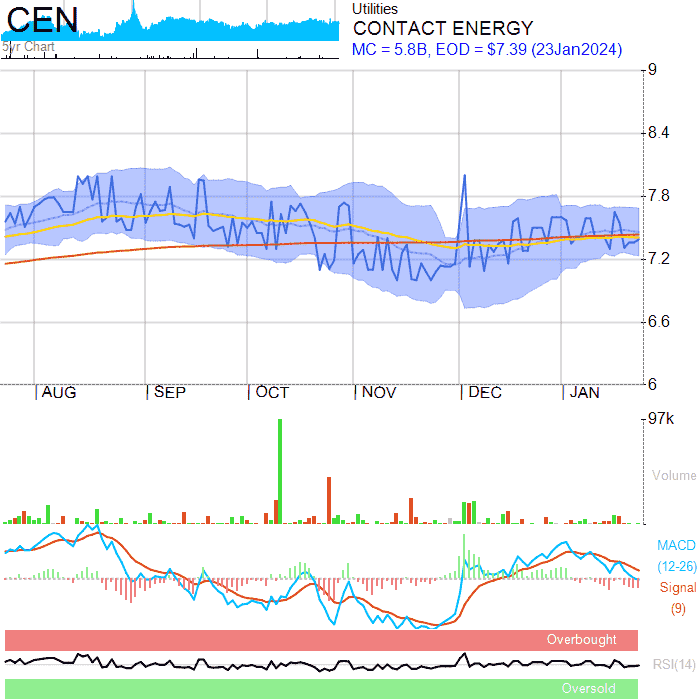 CEN
5yr Chart
Utilities
CONTACT ENERGY
MC = 5.8B, EOD = $7.39 (23Jan2024)
9
8.4
7.8
7.2
6.6
6
AUG SEP OCT NOV DEC JAN
97k
Volume
MACD
(12-26)
Signal
(9)
Overbought
RSI(14)
Oversold